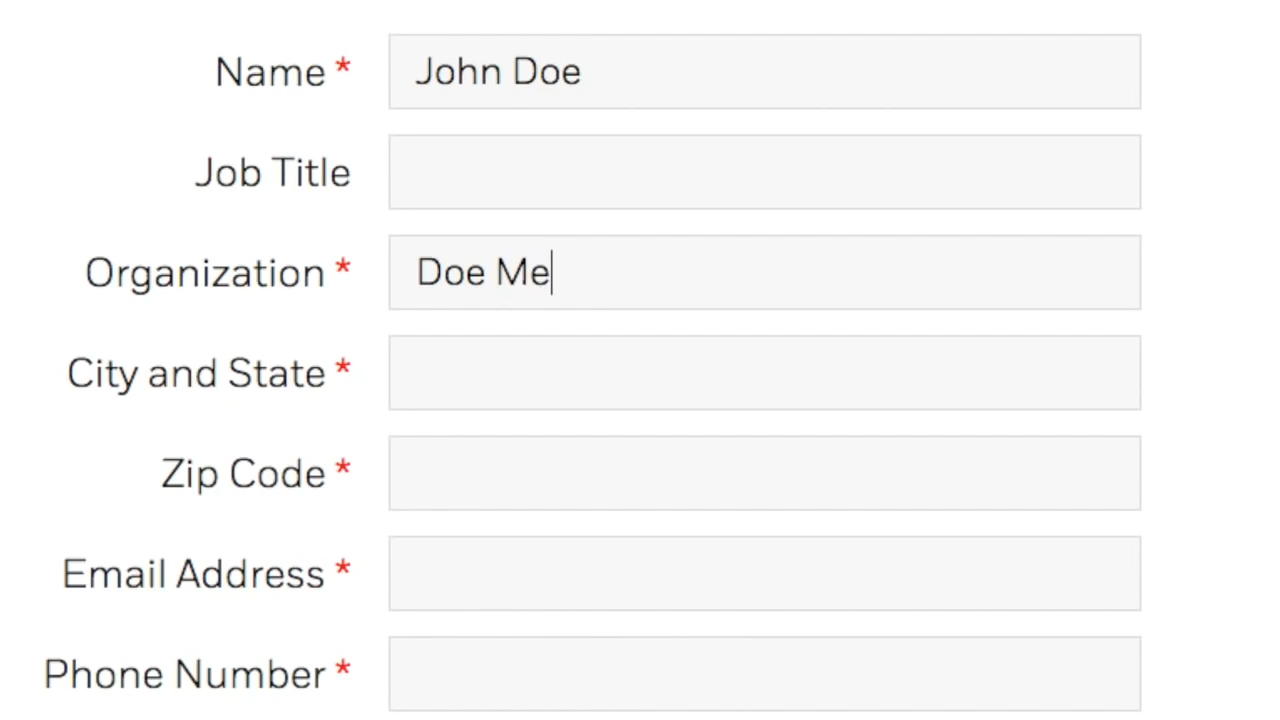 Name * John Doe
Job Title
Organization * Doe Me
City and State *
Zip Code *
Email Address *
Phone Number *